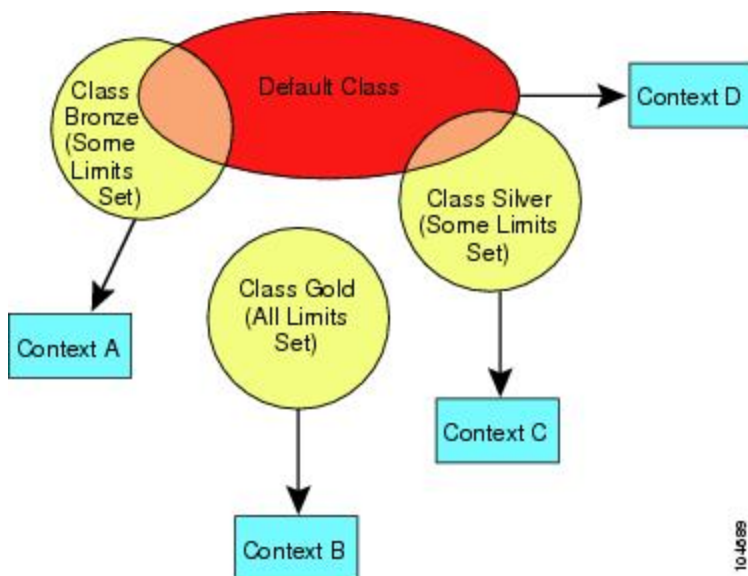 Default Class
Class
Bronze
(Some
Limits
Set)
Context D
Class Silver
(Some Limits
Set)
Class Gold
(All Limits
Set)
Context A
Context C
Context B
104689